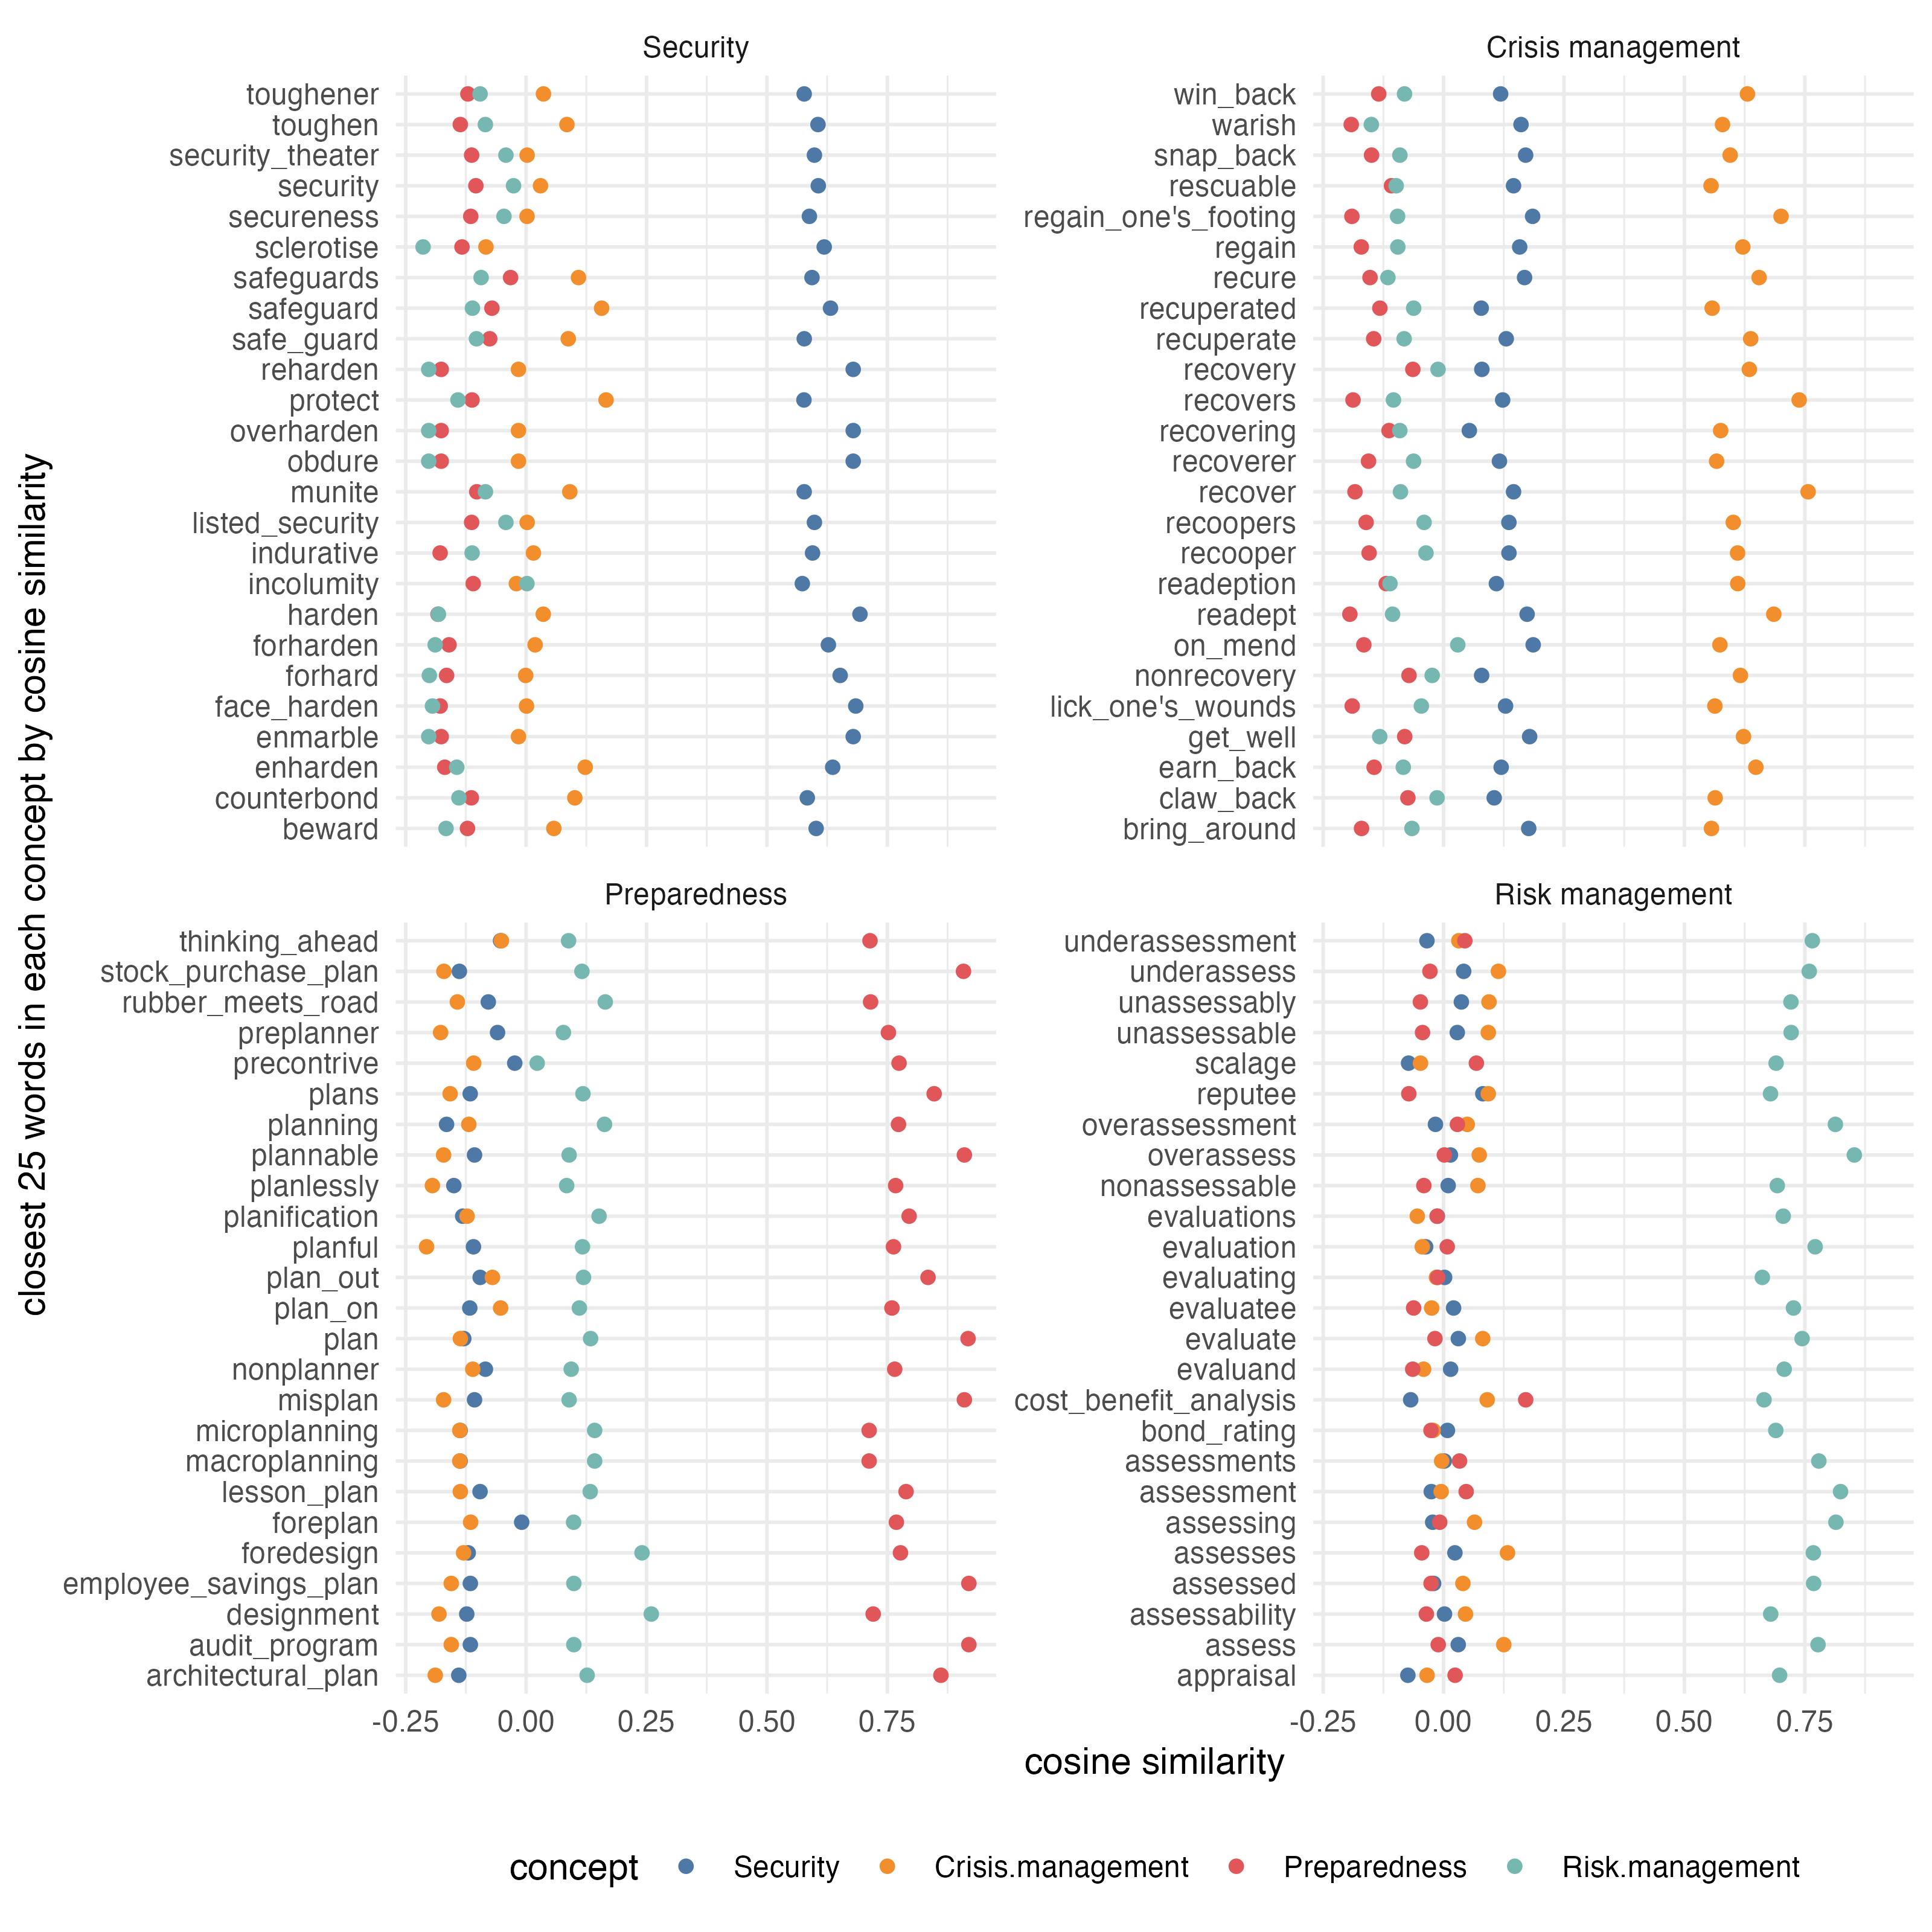 Security
toughener
toughen
security_theater
security
secureness
sclerotise
safeguards
safeguard
safe_guard
reharden
protect
overharden
obdure
munite
listed_security
indurative
incolumity
harden
forharden
forhard
face_harden
enmarble
enharden
counterbond
beward
Crisis management
win_back
warish
snap_back
rescuable
regain_one's_footing
regain
recure
recuperated
recuperate
recovery
recovers
recovering
recoverer
recover
recoopers
recooper
readeption
readept
on_mend
nonrecovery
lick_one's_wounds
get_well
earn_back
claw_back
bring_around
closest 25 words in each concept by cosine similarity
Preparedness
thinking_ahead
stock_purchase_plan
rubber_meets_road
preplanner
precontrive
plans
planning
plannable
planlessly
planification
planful
plan_out
plan_on
plan
nonplanner
misplan
microplanning
macroplanning
lesson_plan
foreplan
foredesign
employee_savings_plan
designment
audit_program
architectural_plan
-0.25 0.00 0.25 0.50 0.75
Risk management
underassessment
underassess
unassessably
unassessable
scalage
reputee
overassessment
overassess
nonassessable
evaluations
evaluation
evaluating
evaluatee
evaluate
evaluand
cost_benefit_analysis
bond_rating
assessments
assessment
assessing
assesses
assessed
assessability
assess
appraisal
-0.25 0.00 0.25 0.50 0.75
cosine similarity
concept Security Crisis.management Preparedness Risk.management